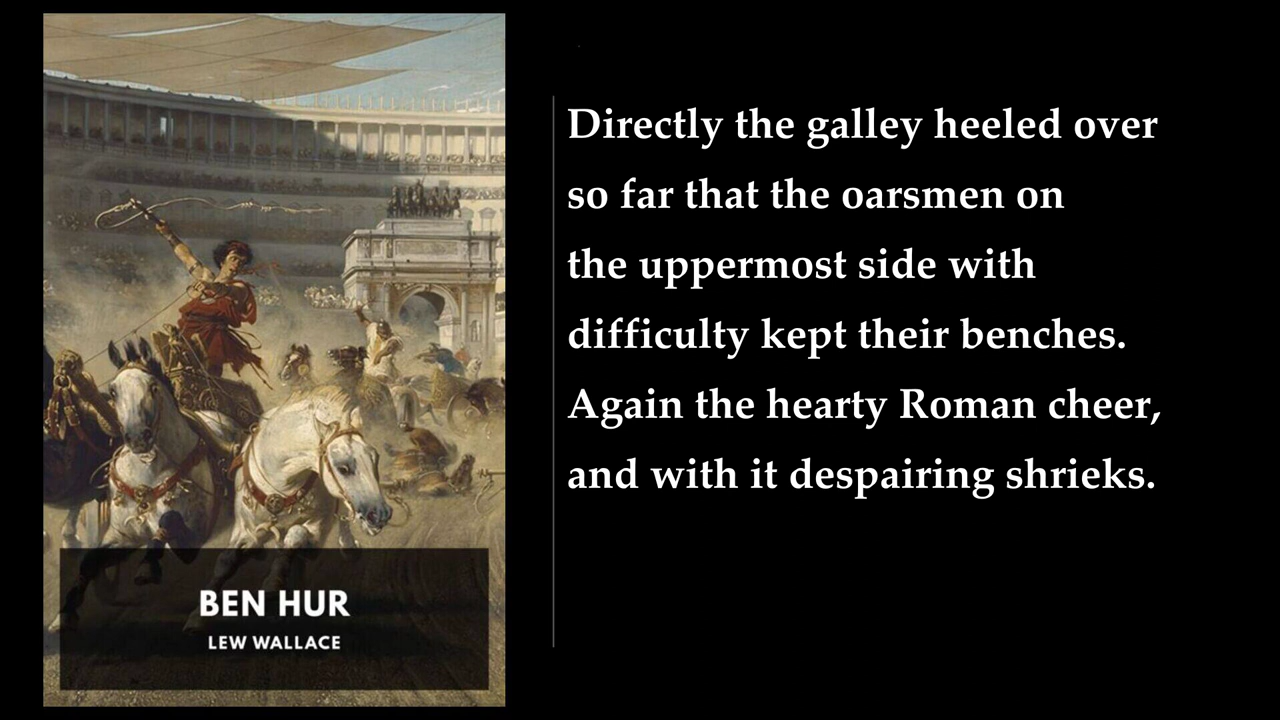 Directly the galley heeled over
so far that the oarsmen on
the uppermost side with
difficulty kept their benches.
Again the hearty Roman cheer,
and with it despairing shrieks.
BEN HUR
LEW WALLACE